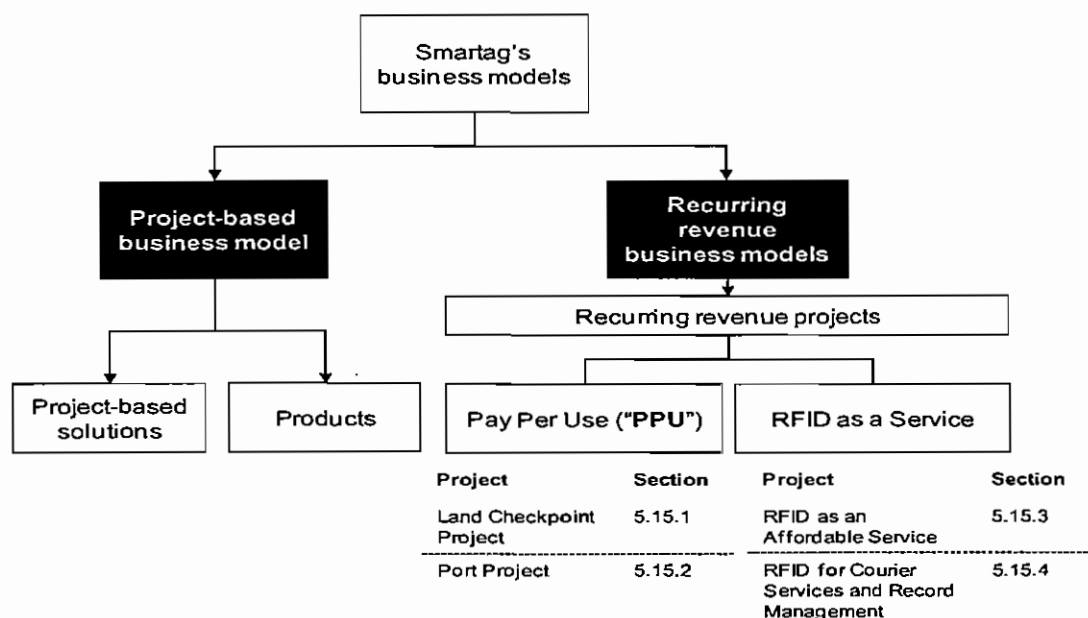 Smartag's
business models
Project-based
business model
Recurring
revenue
business models
Recurring revenue projects
Project-based
solutions
Products
Pay Per Use ("PPU")
RFID as a Service
Project Section
Land Checkpoint 5.15.1
Project
Port Project 5.15.2
Project Section
RFID as an 5.15.3
Affordable Service
RFID for Courier 5.15.4
Services and Record
Management